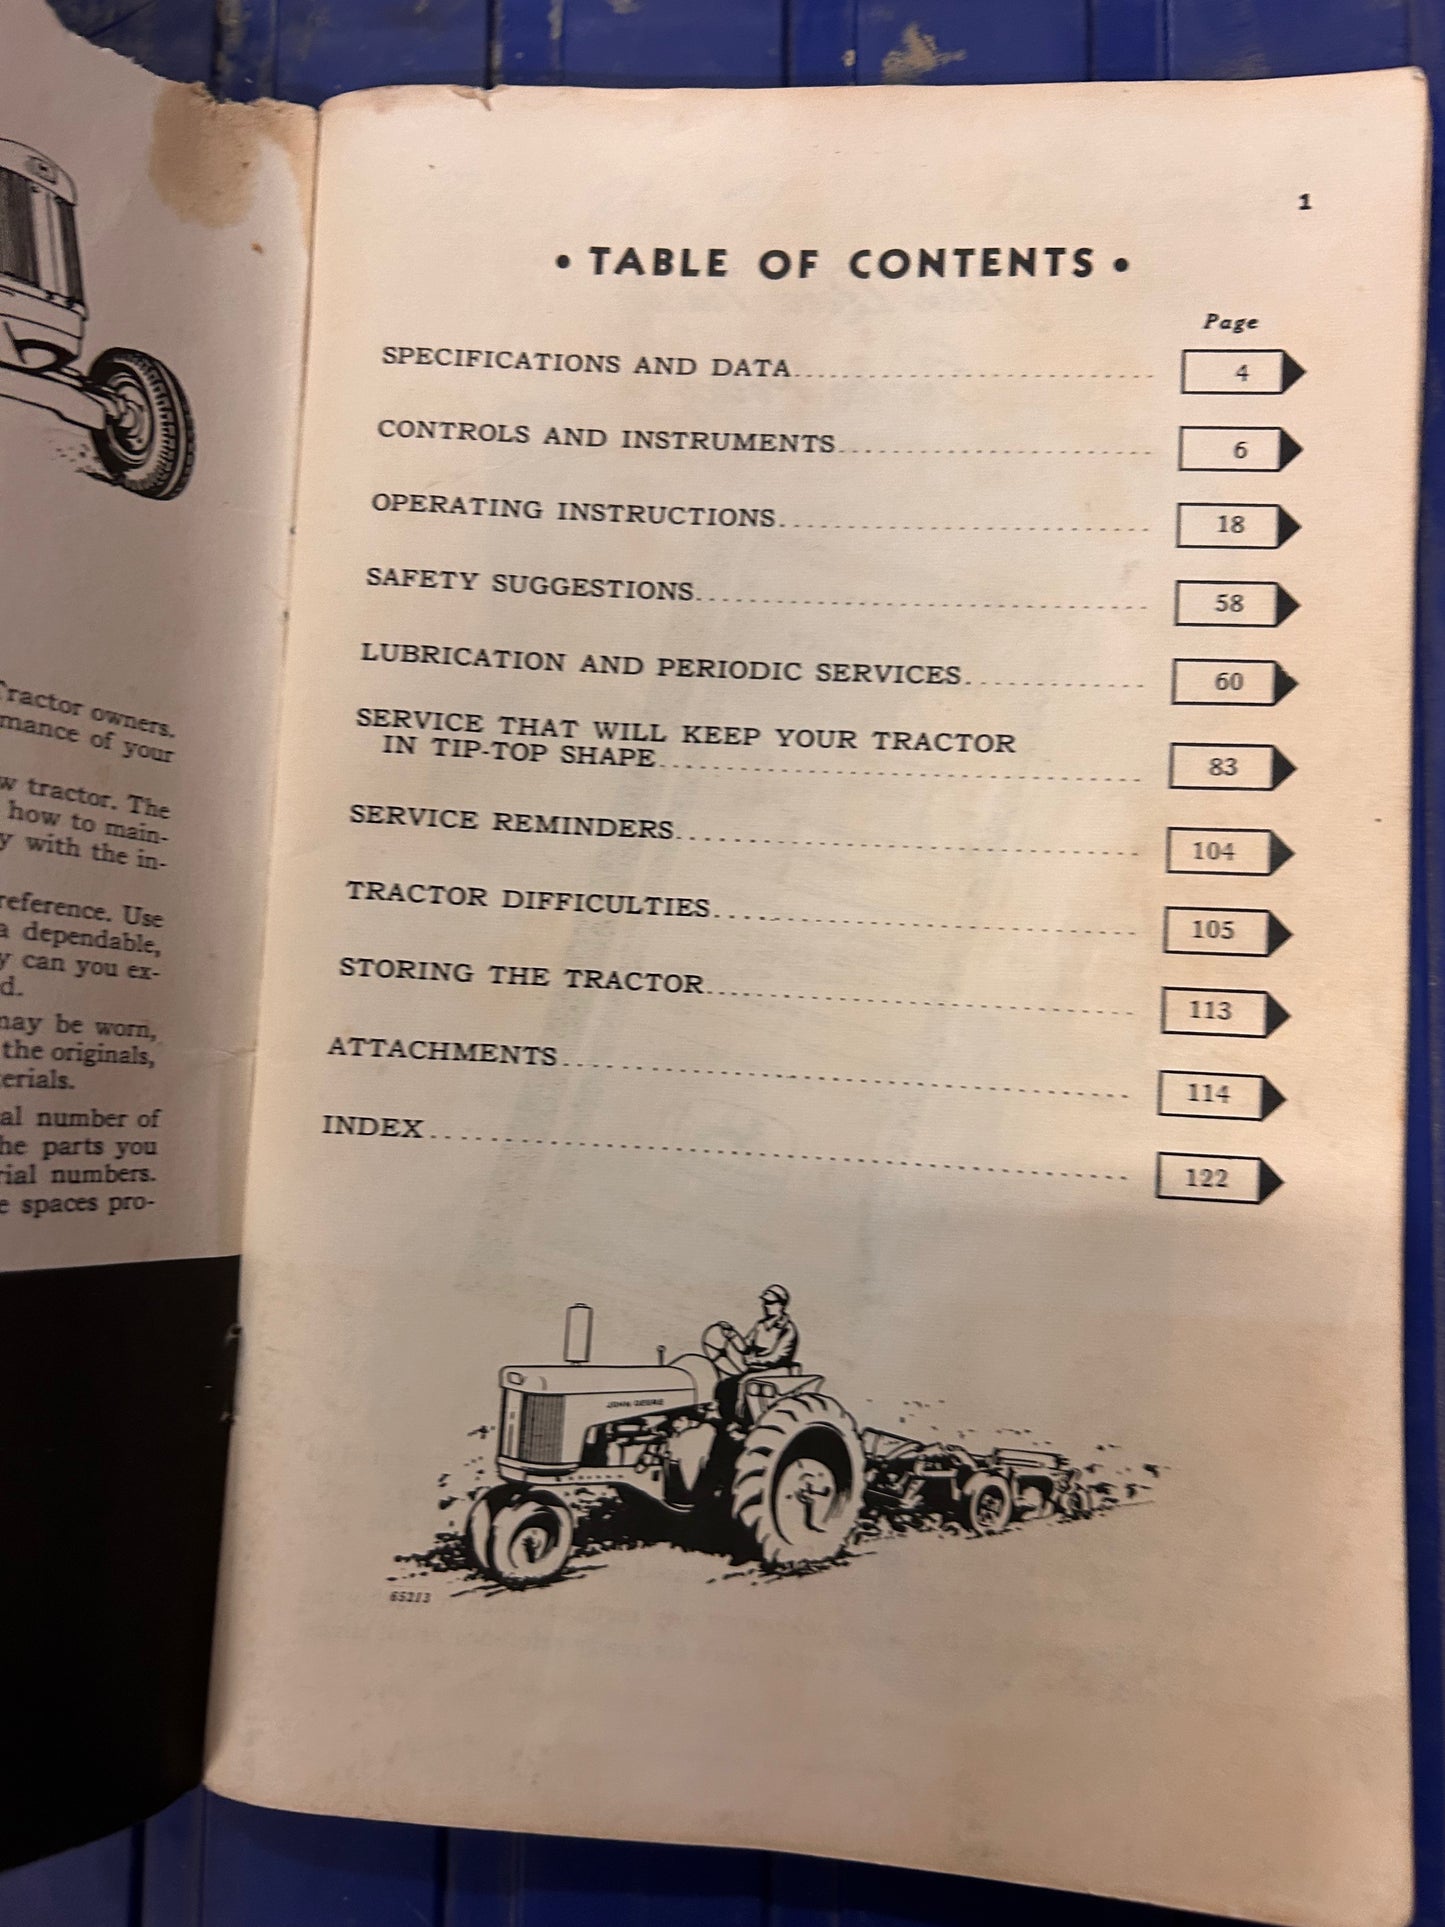 Tractor owners.
mance of your
tractor. The
how to main-
with the in-
reference. Use
a dependable,
can you ex-
may be worn,
the originals,
number of
parts you
numbers.
spaces pro-
1
• TABLE OF CONTENTS •
Page
SPECIFICATIONS AND DATA 4
CONTROLS AND INSTRUMENTS 6
OPERATING INSTRUCTIONS 18
SAFETY SUGGESTIONS 58
LUBRICATION AND PERIODIC SERVICES 60
SERVICE THAT WILL KEEP YOUR TRACTOR
IN TIP-TOP SHAPE 83
SERVICE REMINDERS 104
TRACTOR DIFFICULTIES 105
STORING THE TRACTOR 113
ATTACHMENTS 114
INDEX 122
JOHN DEERE
65213